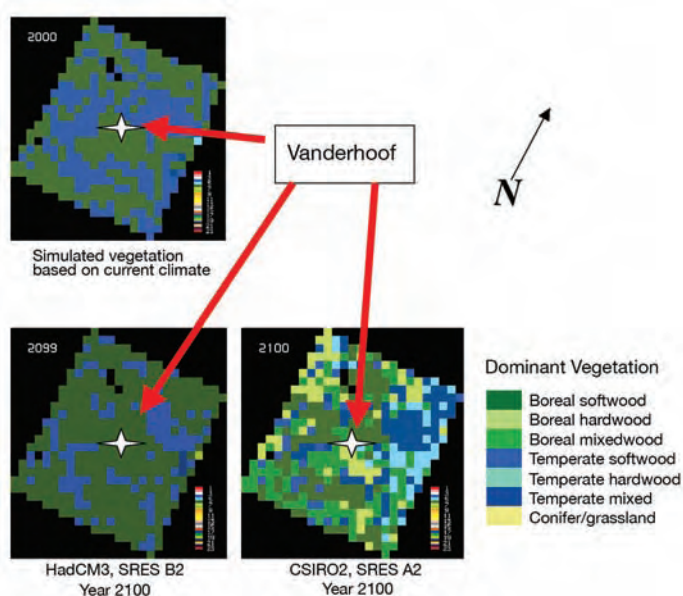 2000
Vanderhoof
N
Simulated vegetation
based on current climate
2099
2100
Dominant Vegetation
Boreal softwood
Boreal hardwood
Boreal mixedwood
Temperate softwood
Temperate hardwood
Temperate mixed
Conifer/grassland
HadCM3, SRES B2
Year 2100
CSIRO2, SRES A2
Year 2100